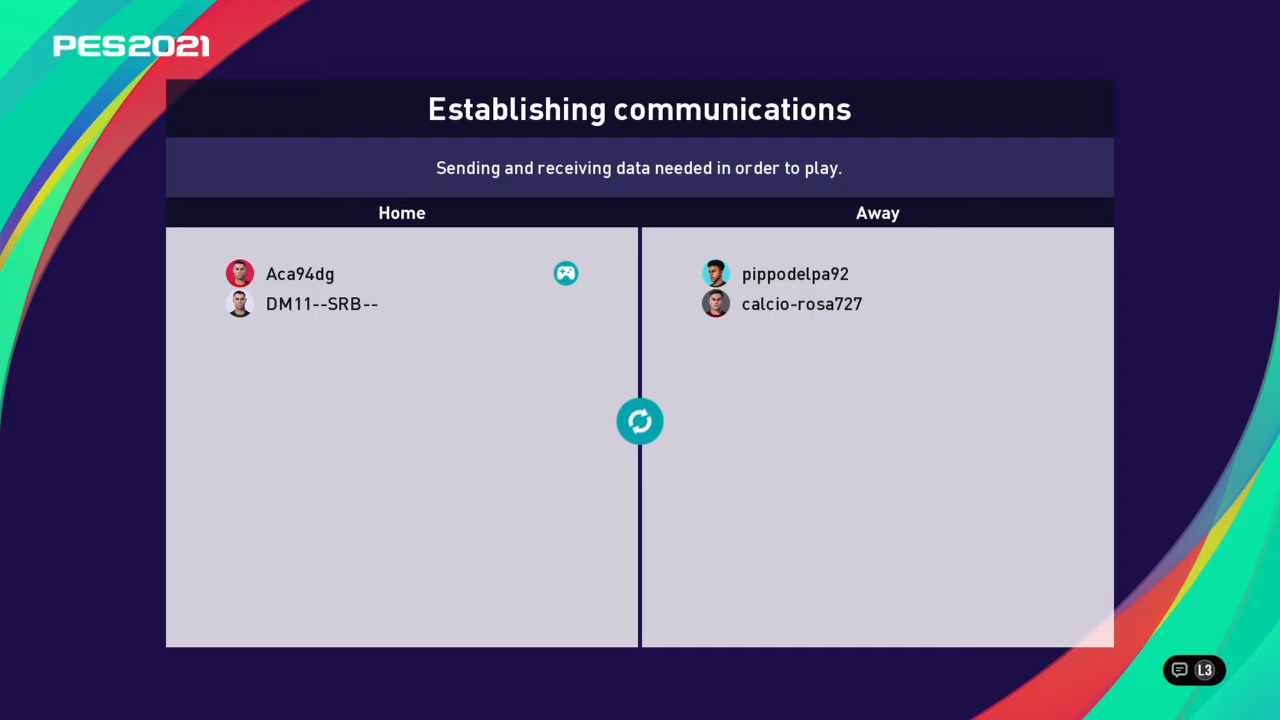 PES2021
Establishing communications
Sending and receiving data needed in order to play.
Home
Away
Aca94dg
DM11--SRB--
pippodelpa92
calcio-rosa727
L3